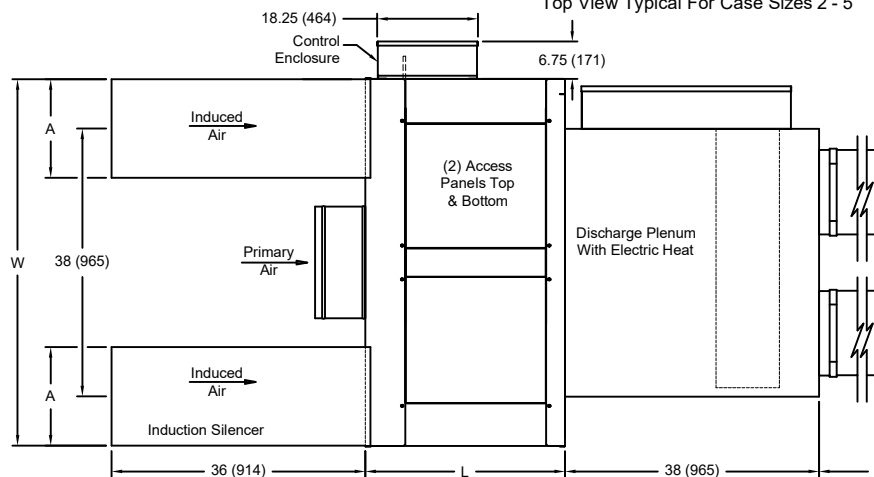 Top View Typical For Case Sizes 2 - 5
18.25 (464)
Control
Enclosure
6.75 (171)
A
Induced
Air
(2) Access
Panels Top
& Bottom
W
38 (965)
Primary
Air
Discharge Plenum
With Electric Heat
A
Induced
Air
Induction Silencer
36 (914)
L
38 (965)